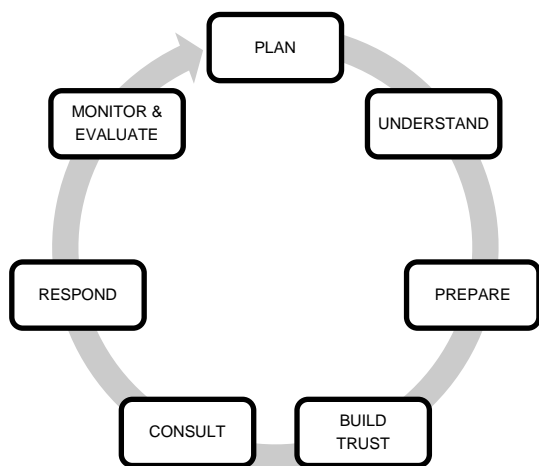 PLAN
UNDERSTAND
PREPARE
BUILD
TRUST
CONSULT
RESPOND
MONITOR &
EVALUATE